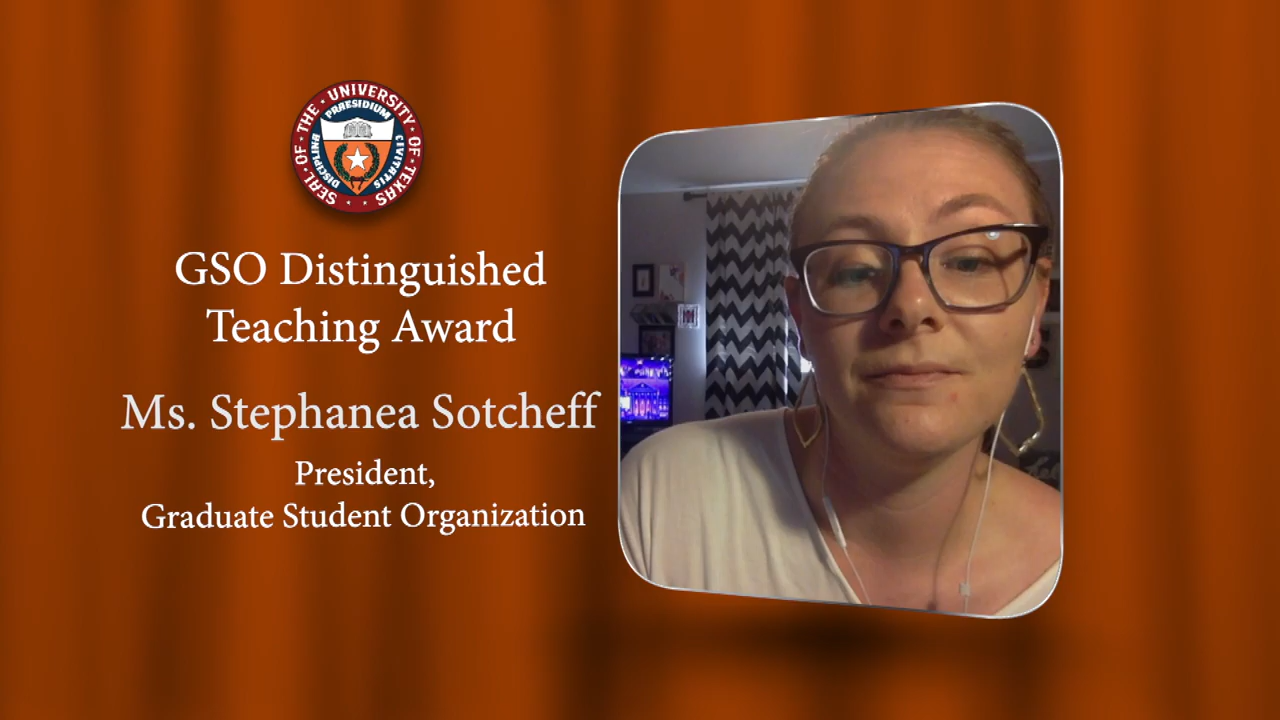 SEAL · OF · THE · UNIVERSITY · OF · TEXAS
PRAESIDIUM
DISCIPLINA CIVITATIS
GSO Distinguished
Teaching Award
Ms. Stephanea Sotcheff
President,
Graduate Student Organization